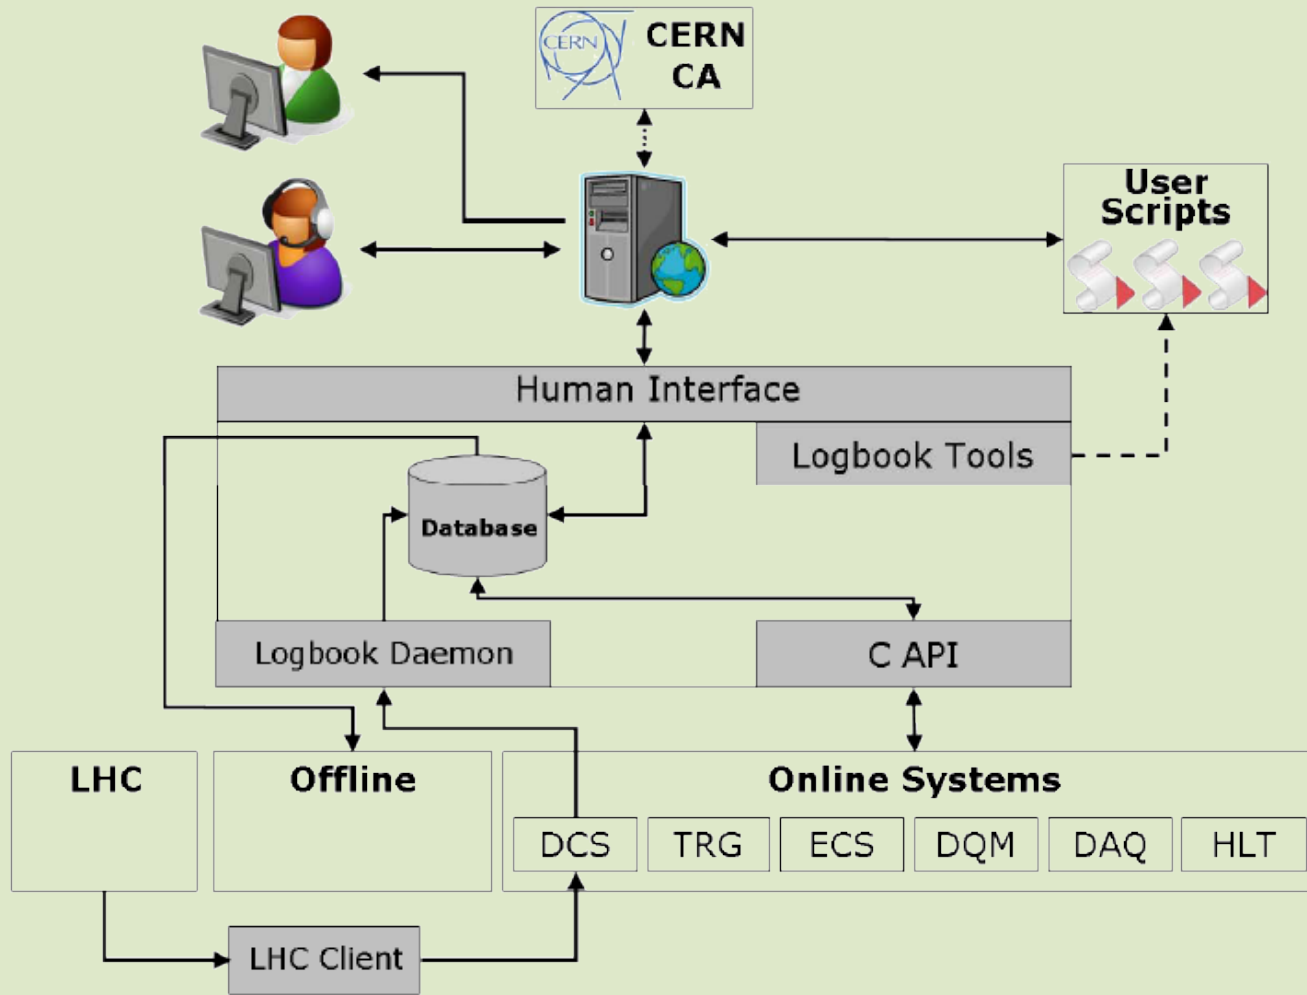 CERN
CERN
CA
User
Scripts
Human Interface
Logbook Tools
Database
Logbook Daemon
C API
LHC
Offline
Online Systems
DCS
TRG
ECS
DQM
DAQ
HLT
LHC Client